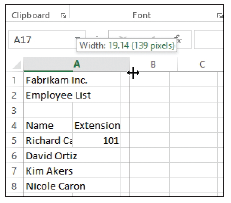 Clipboard Font
A17
Width: 19.14 (139 pixels)
A B C
1 Fabrikam Inc.
2 Employee List
3
4 Name Extension
5 Richard Ca 101
6 David Ortiz
7 Kim Akers
8 Nicole Caron